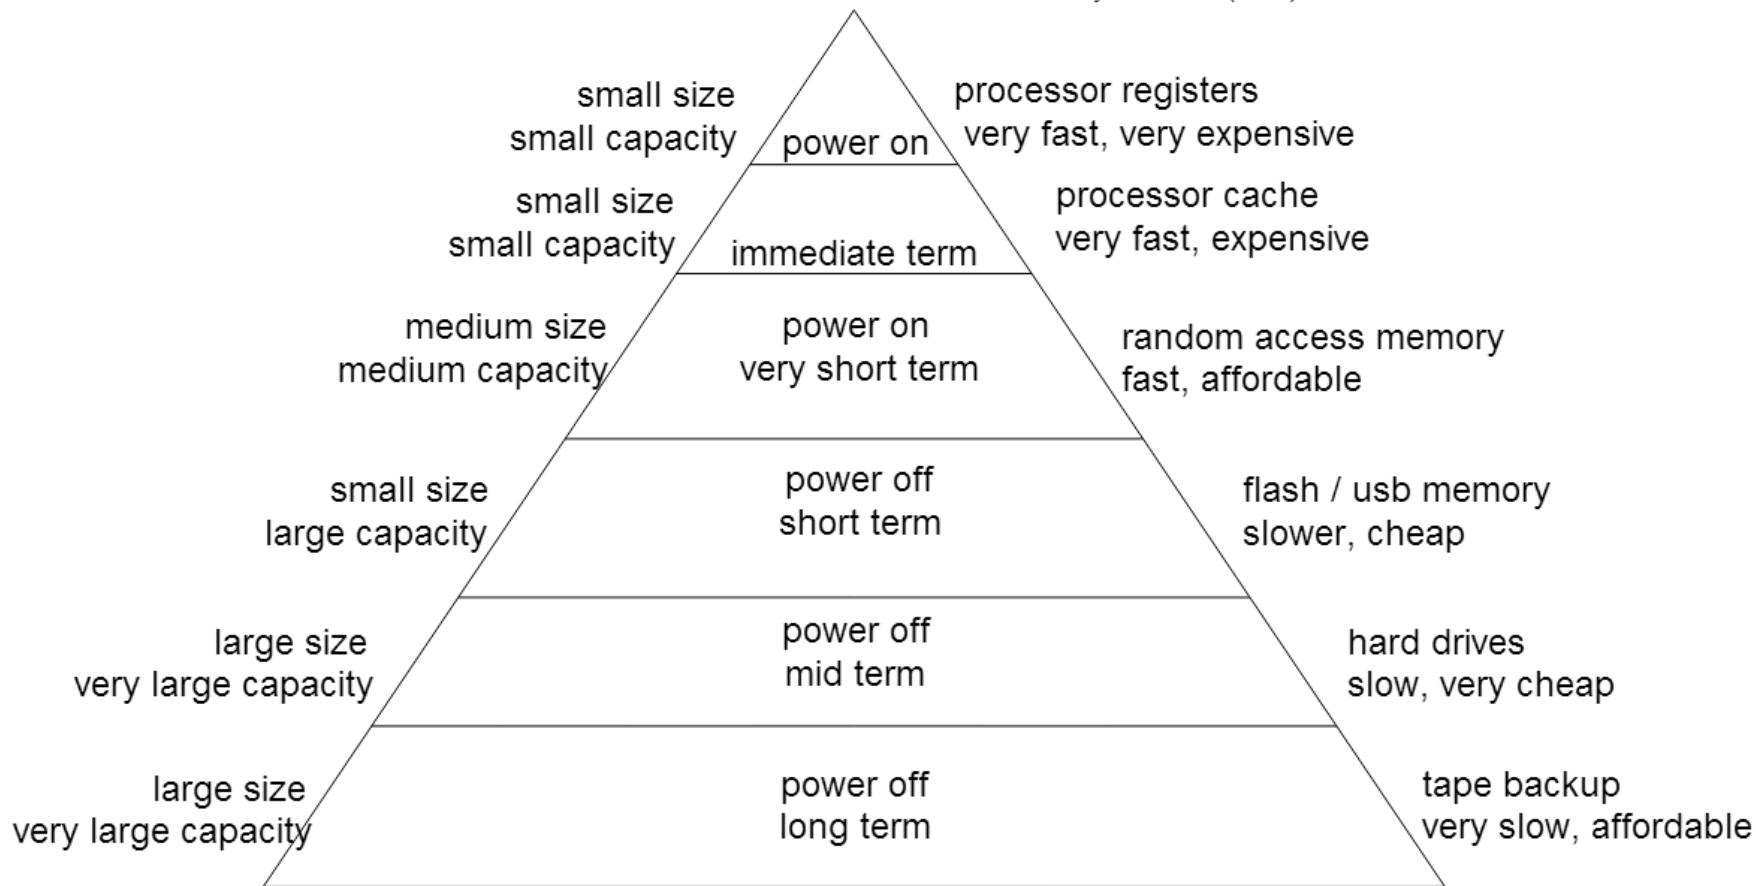 small size
small capacity
power on
processor registers
very fast, very expensive
small size
small capacity
immediate term
processor cache
very fast, expensive
medium size
medium capacity
power on
very short term
random access memory
fast, affordable
small size
large capacity
power off
short term
flash / usb memory
slower, cheap
large size
very large capacity
power off
mid term
hard drives
slow, very cheap
large size
very large capacity
power off
long term
tape backup
very slow, affordable